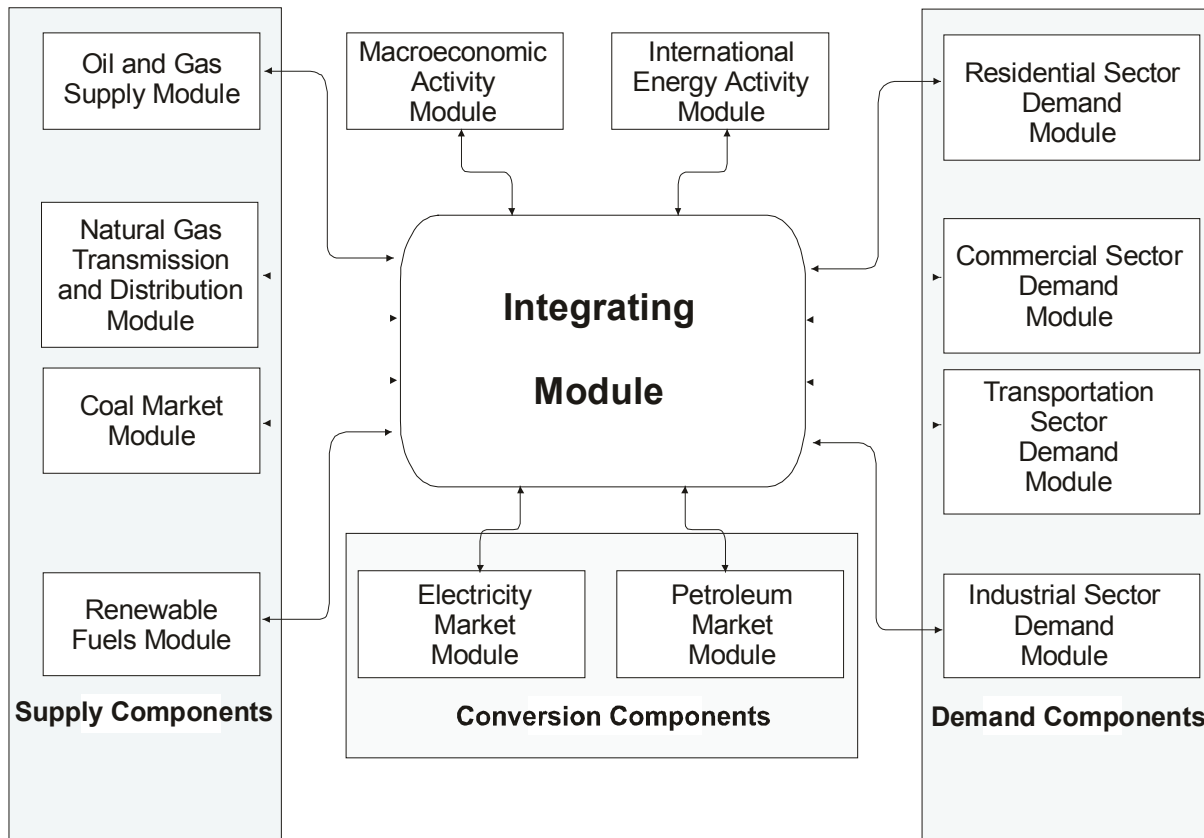 Oil and Gas
Supply Module
Macroeconomic
Activity
Module
International
Energy Activity
Module
Residential Sector
Demand
Module
Natural Gas
Transmission
and Distribution
Module
Integrating
Module
Commercial Sector
Demand
Module
Coal Market
Module
Transportation
Sector
Demand
Module
Renewable
Fuels Module
Electricity
Market
Module
Petroleum
Market
Module
Industrial Sector
Demand
Module
Supply Components
Conversion Components
Demand Components